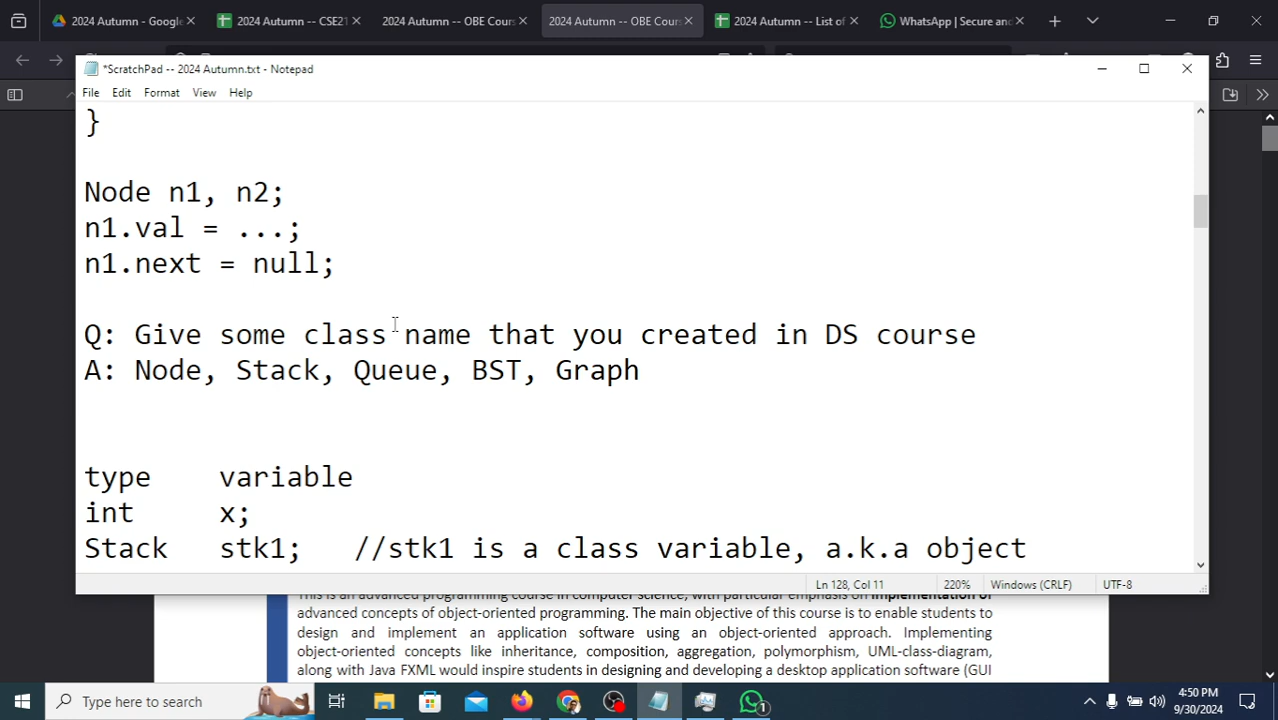 2024 Autumn - Google
2024 Autumn -- CSE21
2024 Autumn -- OBE Cours
2024 Autumn -- OBE Cours
2024 Autumn -- List of
WhatsApp | Secure and
*ScratchPad -- 2024 Autumn.txt - Notepad
File Edit Format View Help
}
Node n1, n2;
n1.val = ...;
n1.next = null;
Q: Give some class name that you created in DS course
A: Node, Stack, Queue, BST, Graph
type variable
int x;
Stack stk1; //stk1 is a class variable, a.k.a object
Ln 128, Col 11 220% Windows (CRLF) UTF-8
This is an advanced programming course in computer science, with particular emphasis on implementation of
advanced concepts of object-oriented programming. The main objective of this course is to enable students to
design and implement an application software using an object-oriented approach. Implementing
object-oriented concepts like inheritance, composition, aggregation, polymorphism, UML-class-diagram,
along with Java FXML would inspire students in designing and developing a desktop application software (GUI
Type here to search
1
4:50 PM
9/30/2024